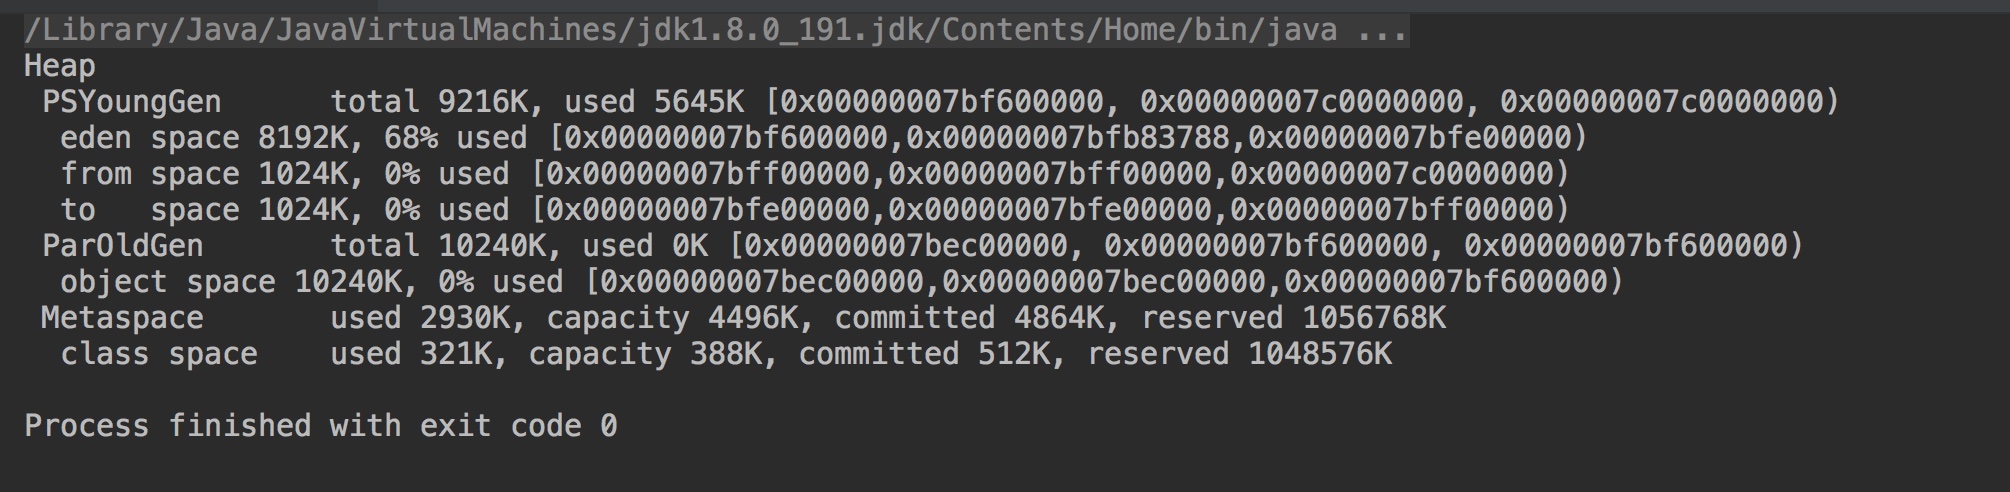 /Library/Java/JavaVirtualMachines/jdk1.8.0_191.jdk/Contents/Home/bin/java ...
Heap
 PSYoungGen      total 9216K, used 5645K [0x00000007bf600000, 0x00000007c0000000, 0x00000007c0000000)
  eden space 8192K, 68% used [0x00000007bf600000,0x00000007bfb83788,0x00000007bfe00000)
  from space 1024K, 0% used [0x00000007bff00000,0x00000007bff00000,0x00000007c0000000)
  to   space 1024K, 0% used [0x00000007bfe00000,0x00000007bfe00000,0x00000007bff00000)
 ParOldGen       total 10240K, used 0K [0x00000007bec00000, 0x00000007bf600000, 0x00000007bf600000)
  object space 10240K, 0% used [0x00000007bec00000,0x00000007bec00000,0x00000007bf600000)
 Metaspace       used 2930K, capacity 4496K, committed 4864K, reserved 1056768K
  class space    used 321K, capacity 388K, committed 512K, reserved 1048576K
Process finished with exit code 0